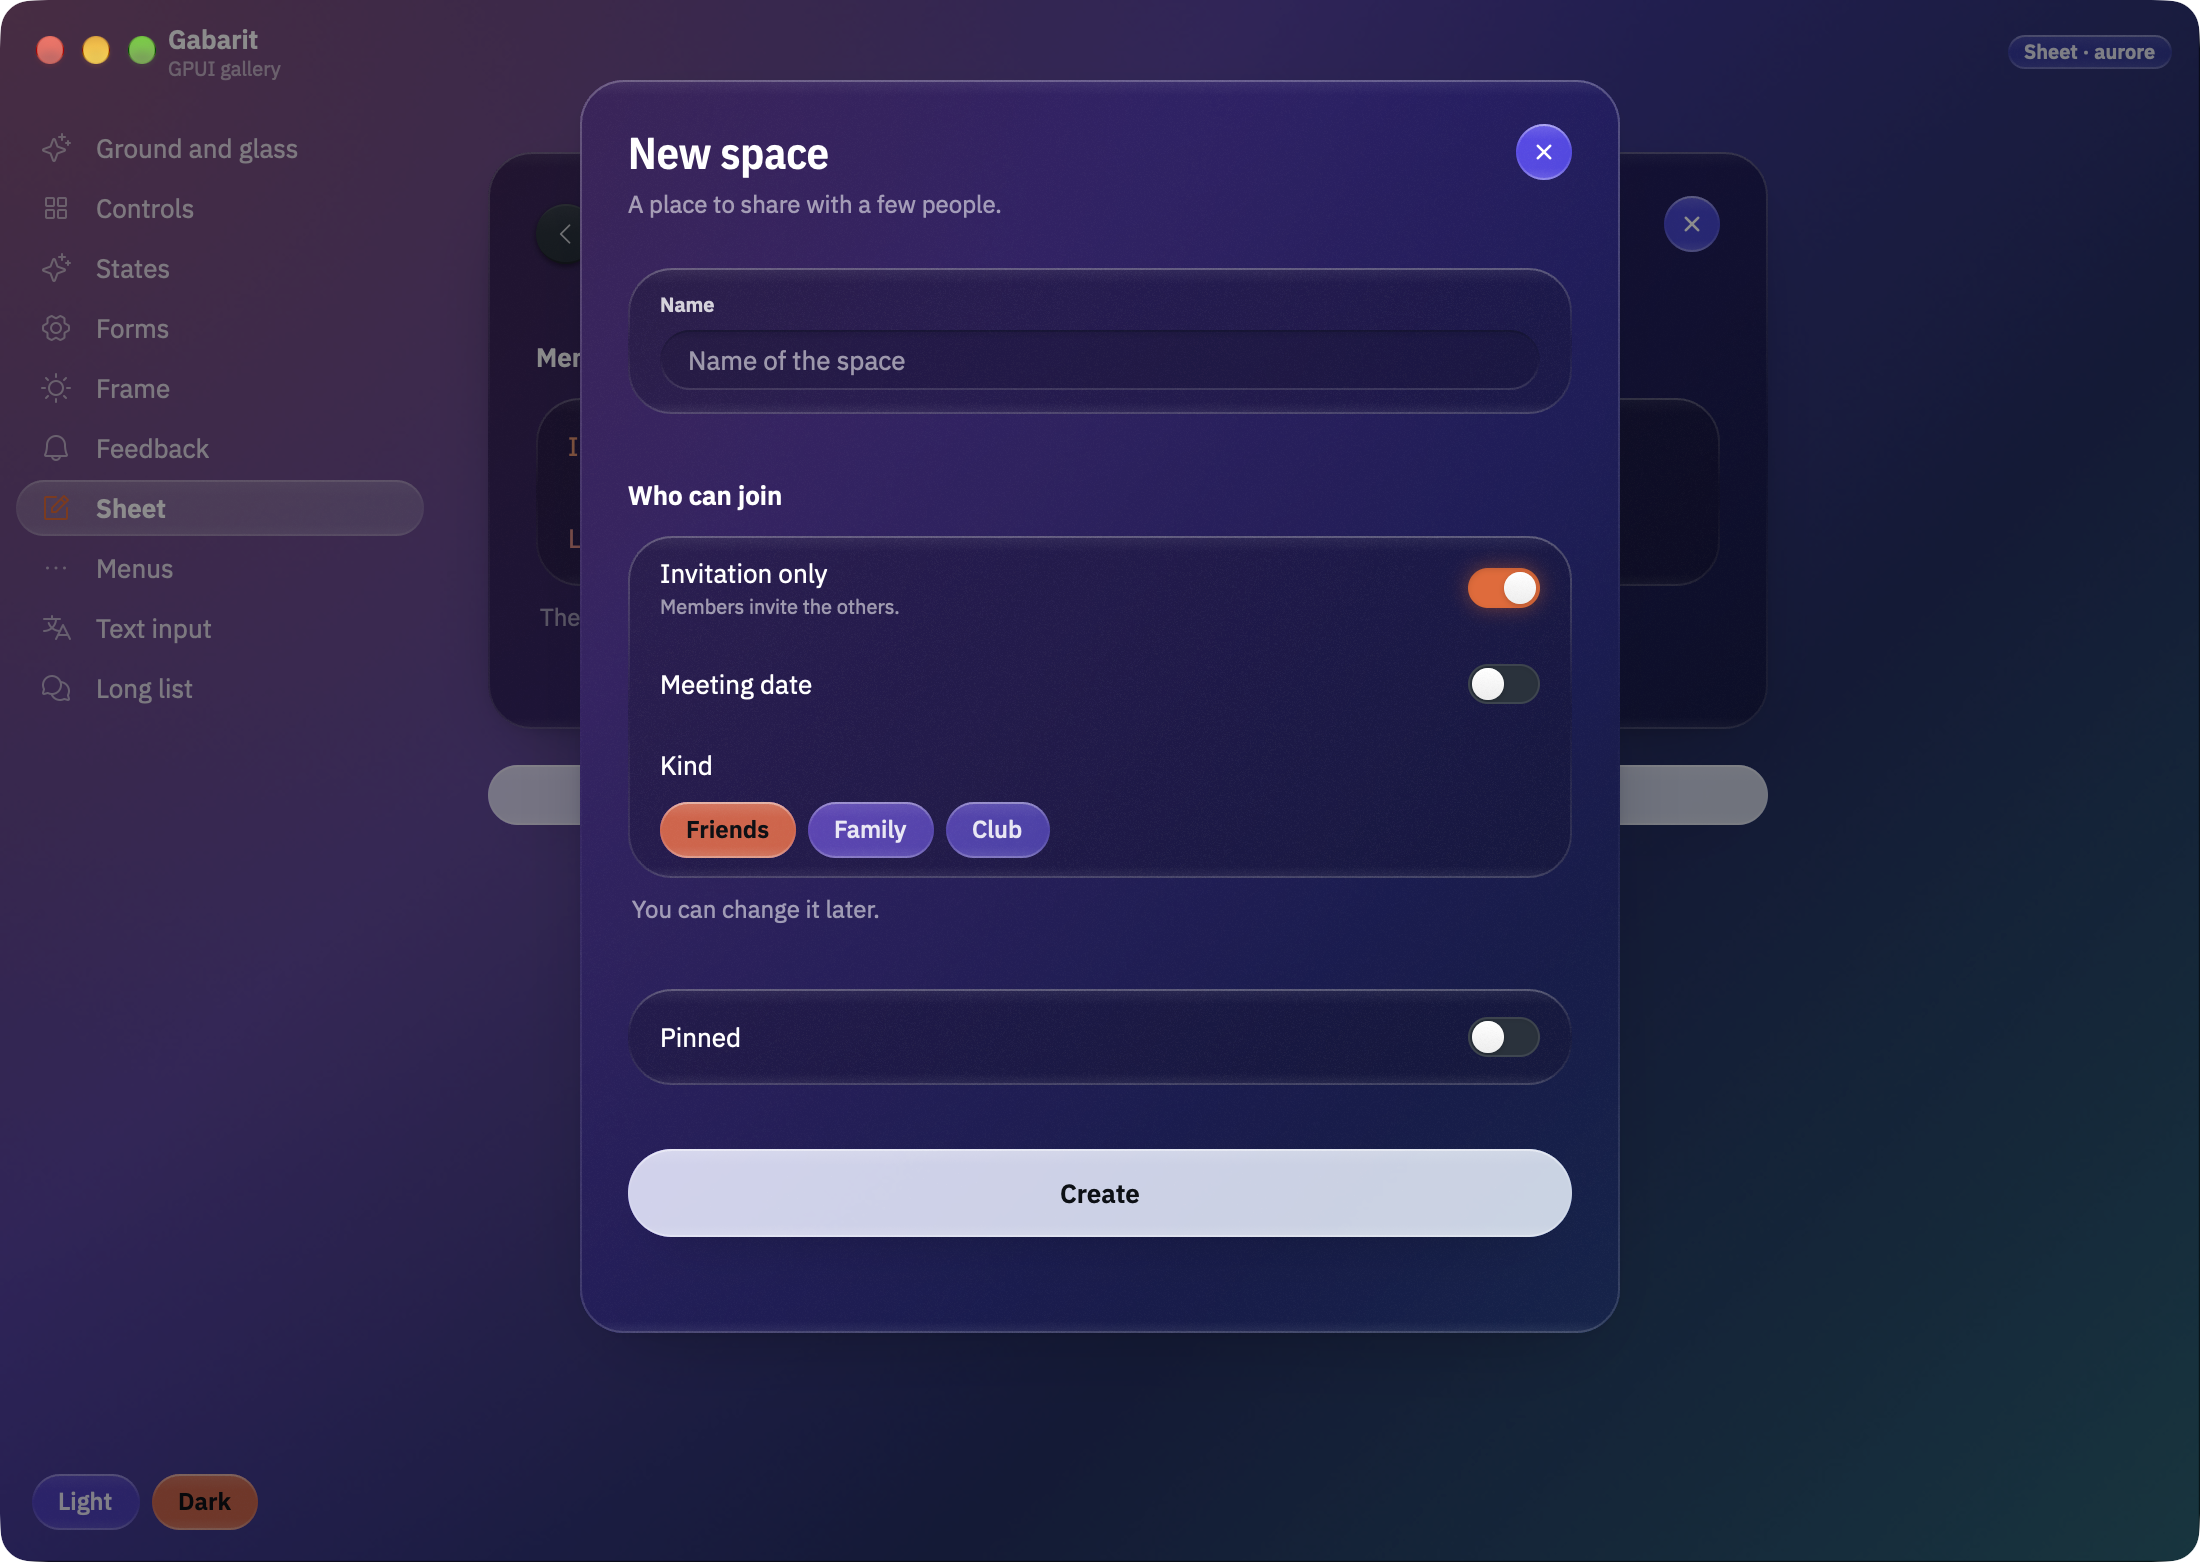 Gabarit
GPUI gallery
Sheet · aurore
Ground and glass
Controls
States
Forms
Frame
Feedback
Sheet
Menus
Text input
Long list
Light
Dark
New space
A place to share with a few people.
Name
Name of the space
Who can join
Invitation only
Members invite the others.
Meeting date
Kind
Friends
Family
Club
You can change it later.
Pinned
Create
The